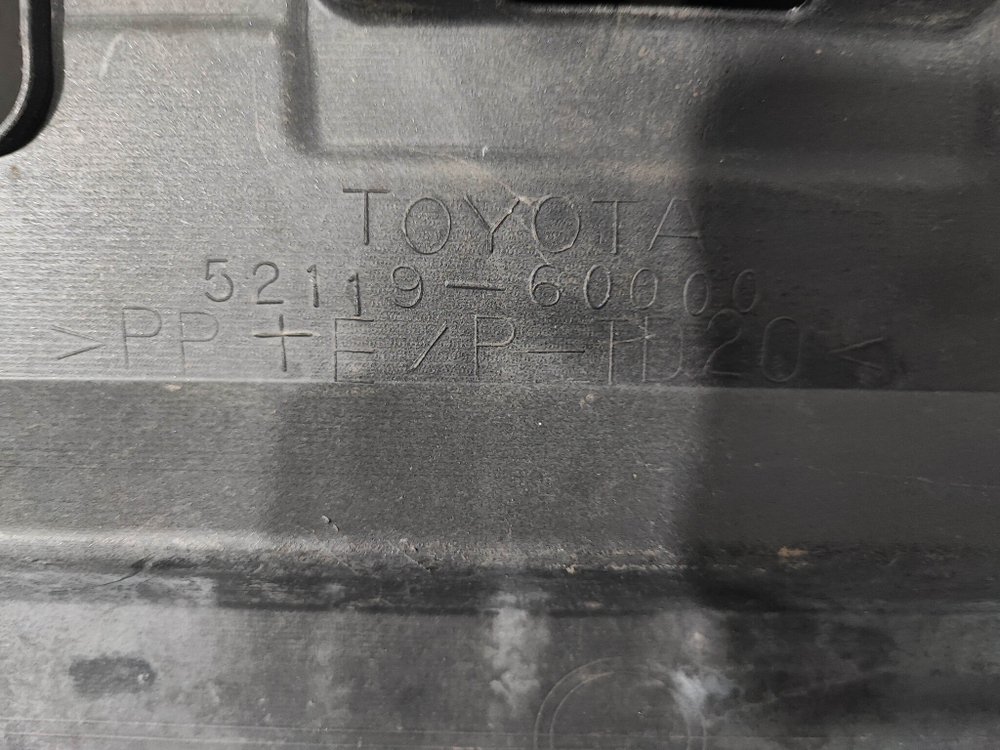 TOYOTA
52119-60000
>PP+E/P-TD20<